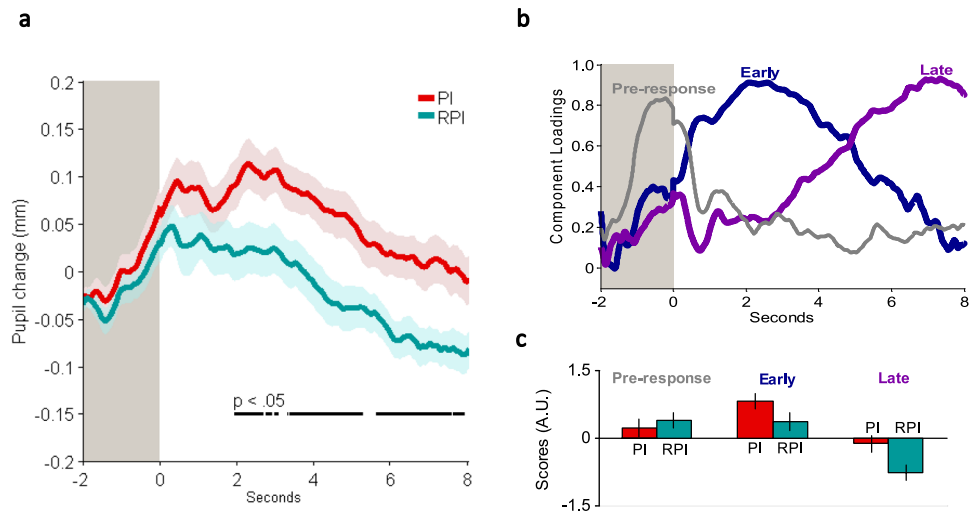 a
0.2
0.15
0.1
0.05
0
-0.05
-0.1
-0.15
-0.2
Pupil change (mm)
PI
RPI
p < .05
-2 0 2 4 6 8
Seconds
b
1.0
0.8
0.6
0.4
0.2
0
Component Loadings
Pre-response
Early
Late
-2 0 2 4 6 8
Seconds
c
1.5
0
-1.5
Scores (A.U.)
Pre-response Early Late
PI RPI
PI RPI
PI RPI